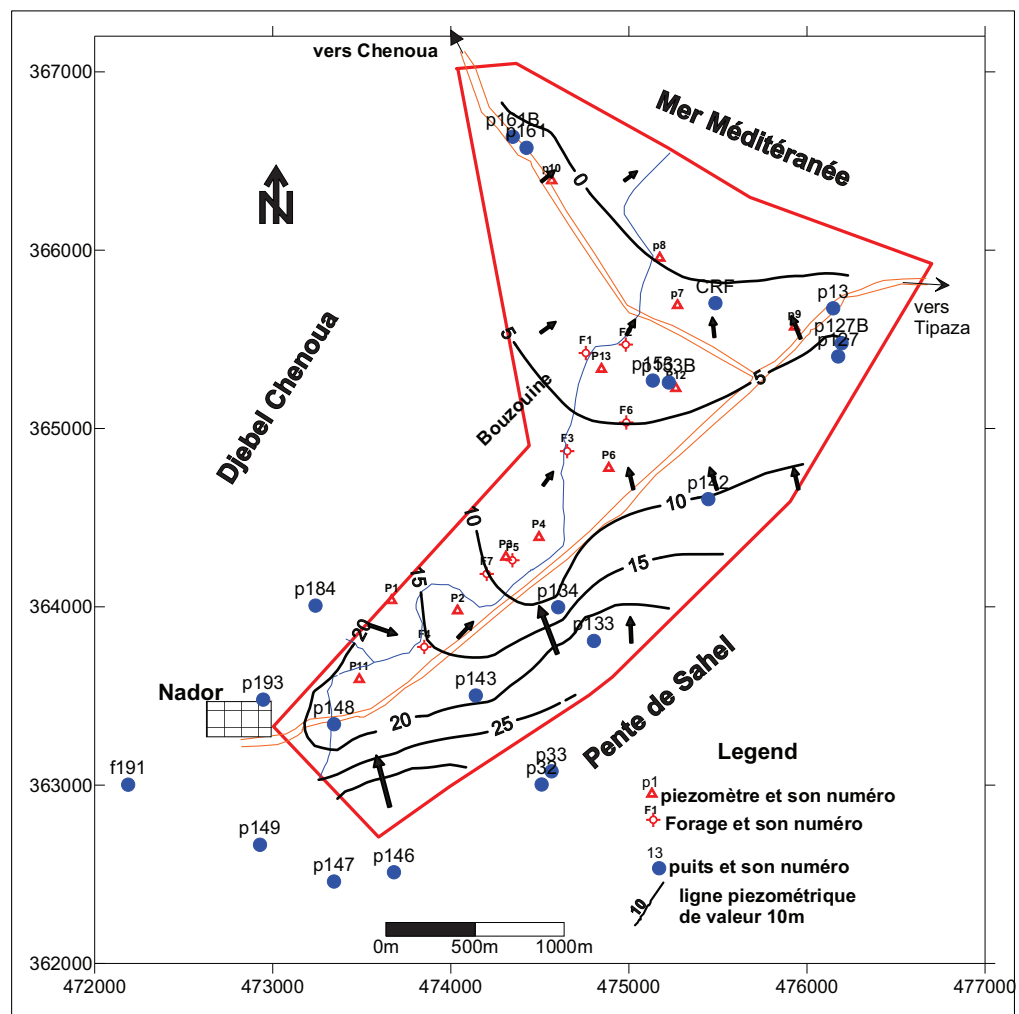 vers Chenoua
367000
Mer Méditéranée
p161B
p161
p10
0
N
366000
p8
p7
CRF
p13
vers
Tipaza
p9
p127B
p127
5
F1
F2
P13
p153
p153B
P12
5
Djebel Chenoua
Bouzouine
F6
365000
F3
P6
p142
10
10
P4
P3
F5
F7
15
15
364000
p184
P1
P2
p134
p133
20
F4
P11
Nador
p193
p148
p143
20
25
Pente de Sahel
363000
f191
p33
p32
p149
p147
p146
Legend
p1
piezomètre et son numéro
F1
Forage et son numéro
13
puits et son numéro
10
ligne piezométrique
de valeur 10m
0m
500m
1000m
362000
472000
473000
474000
475000
476000
477000